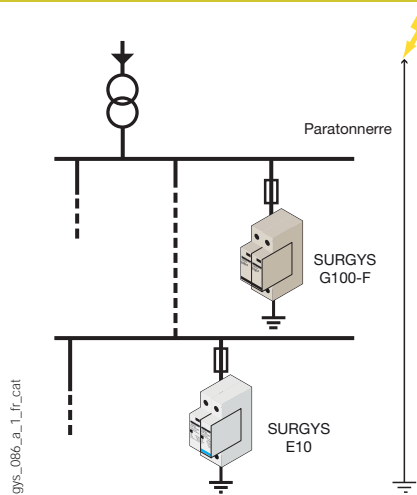 Paratonnerre
SURGYS
G100-F
SURGYS
E10
gys_086_a_1_fr_cat